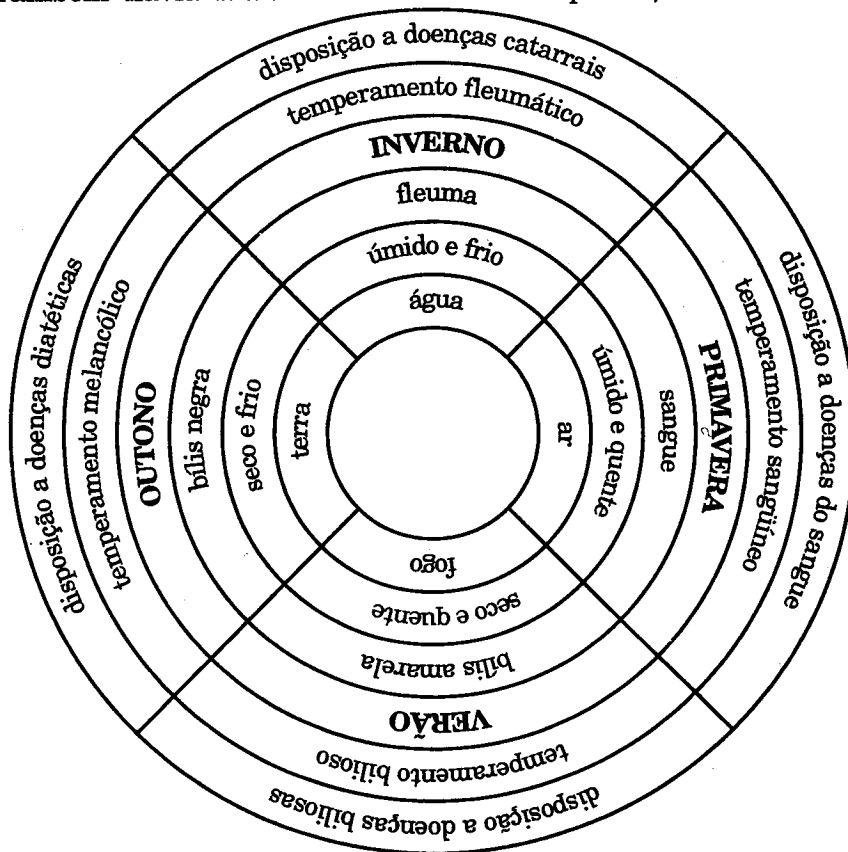 disposição a doenças catarrais
temperamento fleumático
INVERNO
fleuma
úmido e frio
água
disposição a doenças do sangue
temperamento sangüíneo
PRIMAVERA
sangue
úmido e quente
ar
fogo
seco e quente
bílis amarela
VERÃO
temperamento bilioso
disposição a doenças biliosas
disposição a doenças diatéticas
temperamento melancólico
OUTONO
bílis negra
seco e frio
terra